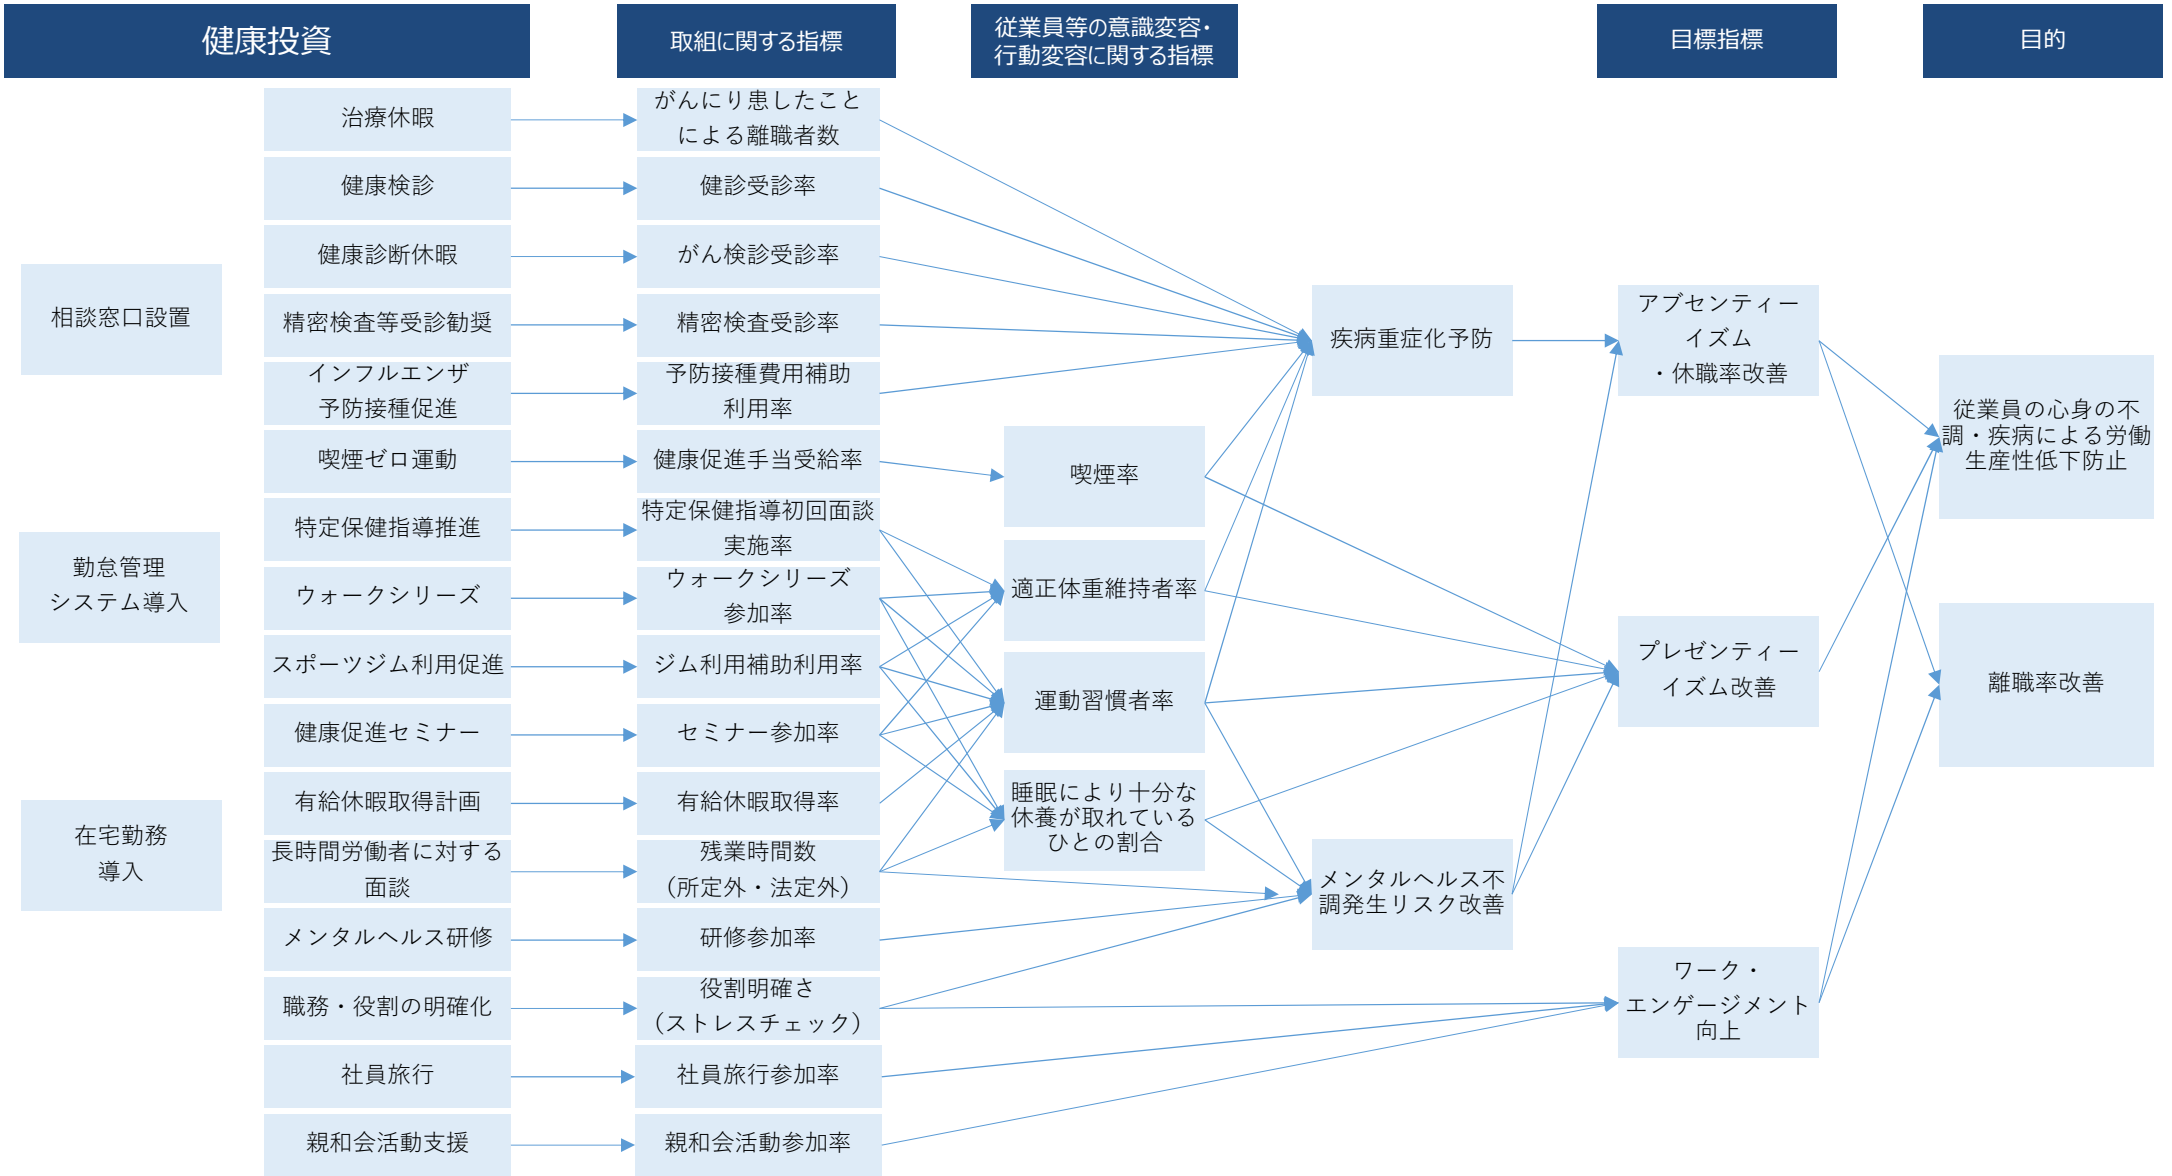 健康投資
取組に関する指標
従業員等の意識変容・
行動変容に関する指標
目標指標
目的
相談窓口設置
勤怠管理
システム導入
在宅勤務
導入
治療休暇
健康検診
健康診断休暇
精密検査等受診勧奨
インフルエンザ
予防接種促進
喫煙ゼロ運動
特定保健指導推進
ウォークシリーズ
スポーツジム利用促進
健康促進セミナー
有給休暇取得計画
長時間労働者に対する
面談
メンタルヘルス研修
職務・役割の明確化
社員旅行
親和会活動支援
がんにり患したこと
による離職者数
健診受診率
がん検診受診率
精密検査受診率
予防接種費用補助
利用率
健康促進手当受給率
特定保健指導初回面談
実施率
ウォークシリーズ
参加率
ジム利用補助利用率
セミナー参加率
有給休暇取得率
残業時間数
（所定外・法定外）
研修参加率
役割明確さ
（ストレスチェック）
社員旅行参加率
親和会活動参加率
喫煙率
適正体重維持者率
運動習慣者率
睡眠により十分な
休養が取れている
ひとの割合
疾病重症化予防
メンタルヘルス不
調発生リスク改善
アブセンティー
イズム
・休職率改善
プレゼンティー
イズム改善
ワーク・
エンゲージメント
向上
従業員の心身の不
調・疾病による労働
生産性低下防止
離職率改善